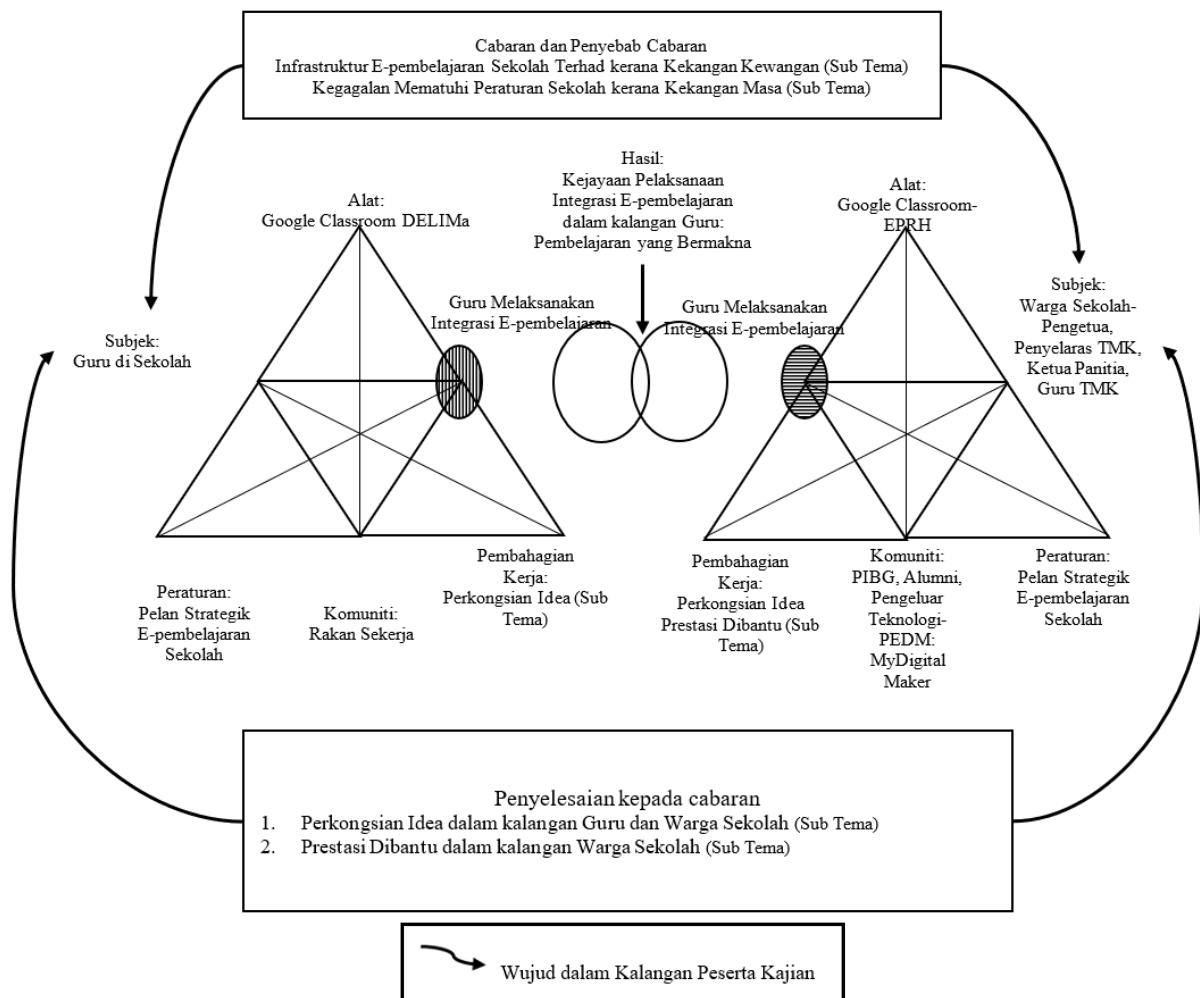 Cabaran dan Penyebab Cabaran
Infrastruktur E-pembelajaran Sekolah Terhad kerana Kekangan Kewangan (Sub Tema)
Kegagalan Mematuhi Peraturan Sekolah kerana Kekangan Masa (Sub Tema)
Alat:
Google Classroom DELIMa
Hasil:
Kejayaan Pelaksanaan
Integrasi E-pembelajaran
dalam kalangan Guru:
Pembelajaran yang Bermakna
Alat:
Google Classroom-
EPRH
Subjek:
Guru di Sekolah
Guru Melaksanakan
Integrasi E-pembelajaran
Guru Melaksanakan
Integrasi E-pembelajaran
Subjek:
Warga Sekolah-
Pengetua,
Penyelaras TMK,
Ketua Panitia,
Guru TMK
Peraturan:
Pelan Strategik
E-pembelajaran
Sekolah
Komuniti:
Rakan Sekerja
Pembahagian
Kerja:
Perkongsian Idea (Sub
Tema)
Pembahagian
Kerja:
Perkongsian Idea
Prestasi Dibantu (Sub
Tema)
Komuniti:
PIBG, Alumni,
Pengeluar
Teknologi-
PEDM:
MyDigital
Maker
Peraturan:
Pelan Strategik
E-pembelajaran
Sekolah
Penyelesaian kepada cabaran
1. Perkongsian Idea dalam kalangan Guru dan Warga Sekolah (Sub Tema)
2. Prestasi Dibantu dalam kalangan Warga Sekolah (Sub Tema)
Wujud dalam Kalangan Peserta Kajian